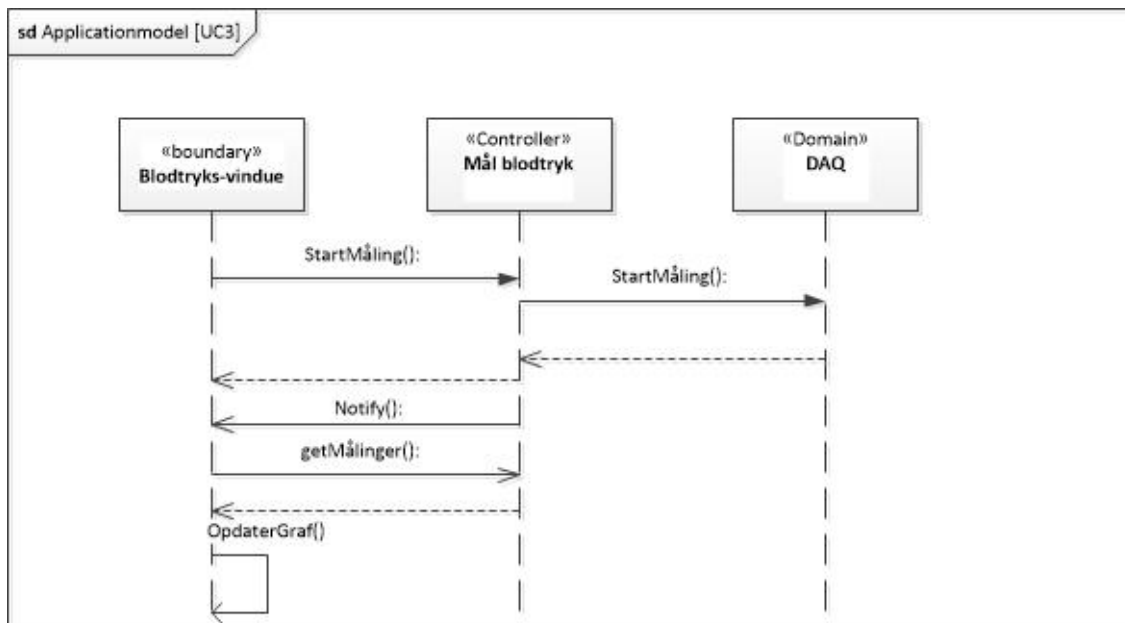 sd Applicationmodel [UC3]
«boundary»
Blodtryks-vindue
«Controller»
Mål blodtryk
«Domain»
DAQ
StartMåling():
StartMåling():
Notify():
getMålinger():
OpdaterGraf()